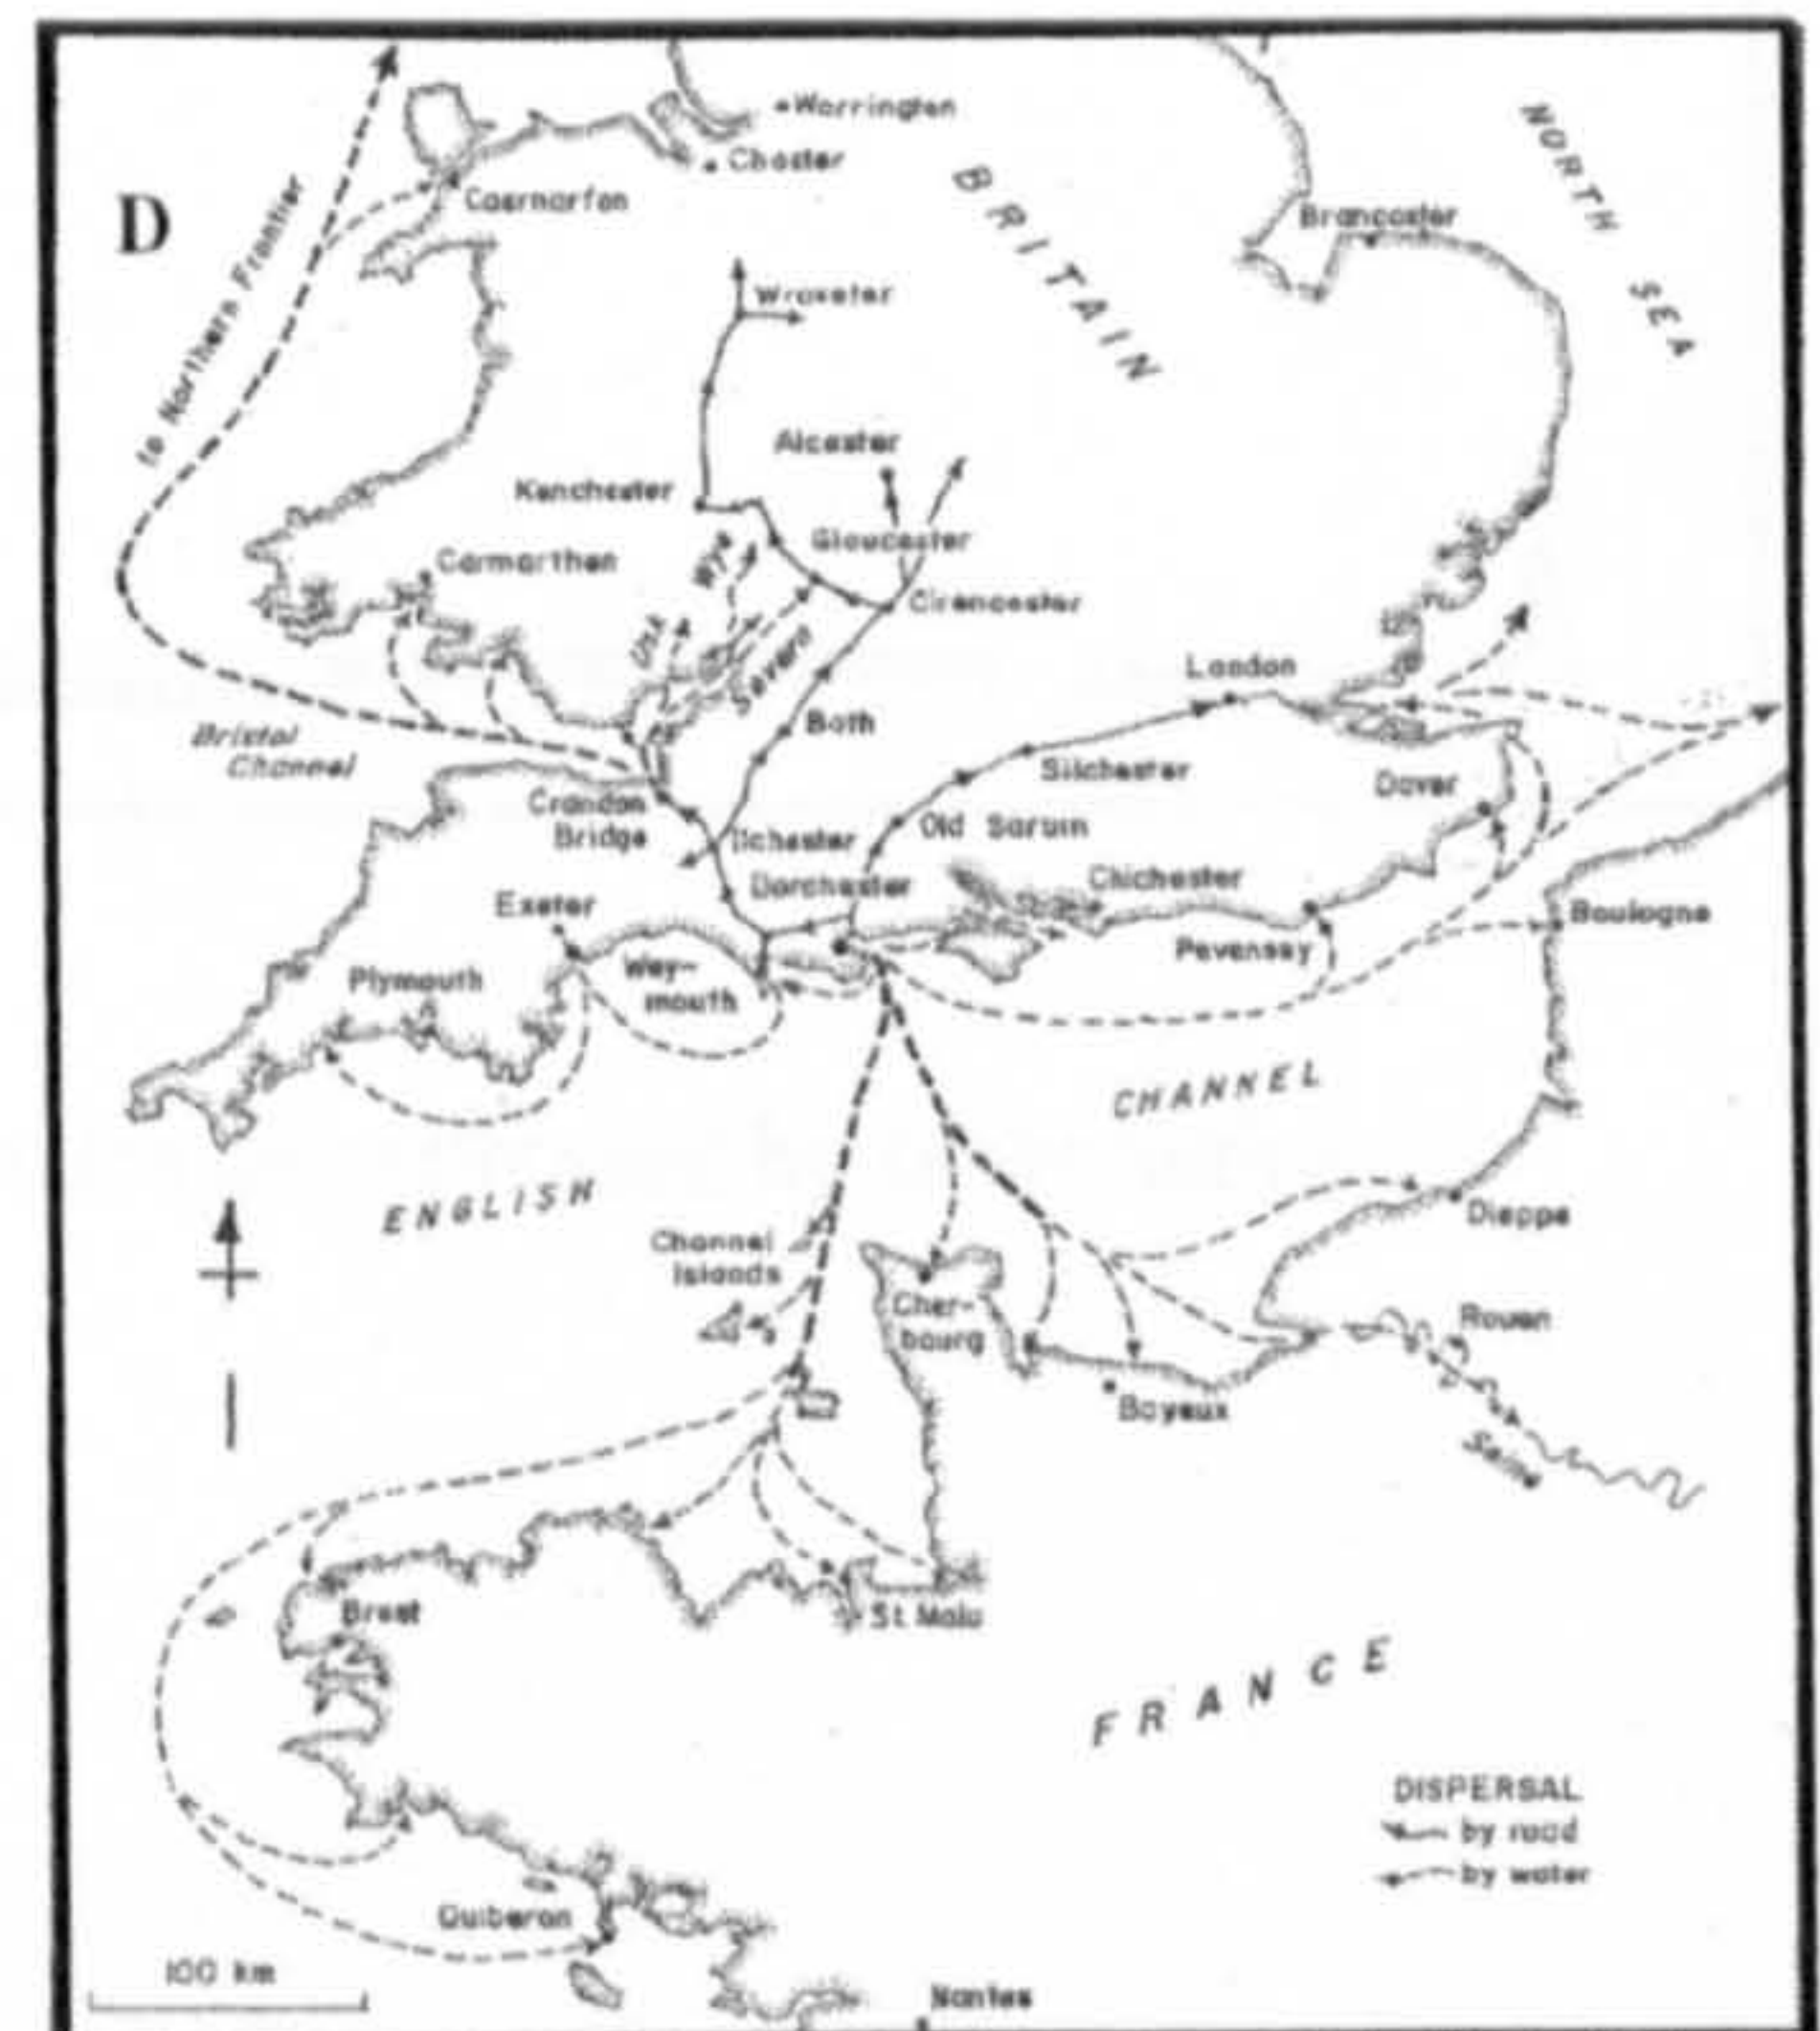 D
Warrington
Chester
Caernarfon
BRITAIN
NORTH SEA
Brancaster
to Northern Frontier
Wroxeter
Alcester
Kenchester
Gloucester
Wye
Carmarthen
Cirencester
Usk
Severn
London
Bath
Bristol
Channel
Silchester
Dover
Crandon
Bridge
Old Sarum
Ilchester
Dorchester
Chichester
Exeter
Boulogne
Pevensey
Plymouth
Wey-
mouth
CHANNEL
ENGLISH
Dieppe
Channel
Islands
Cher-
bourg
Rouen
Bayeux
Seine
Brest
St. Malo
FRANCE
DISPERSAL
by road
by water
Quiberon
100 km
Nantes